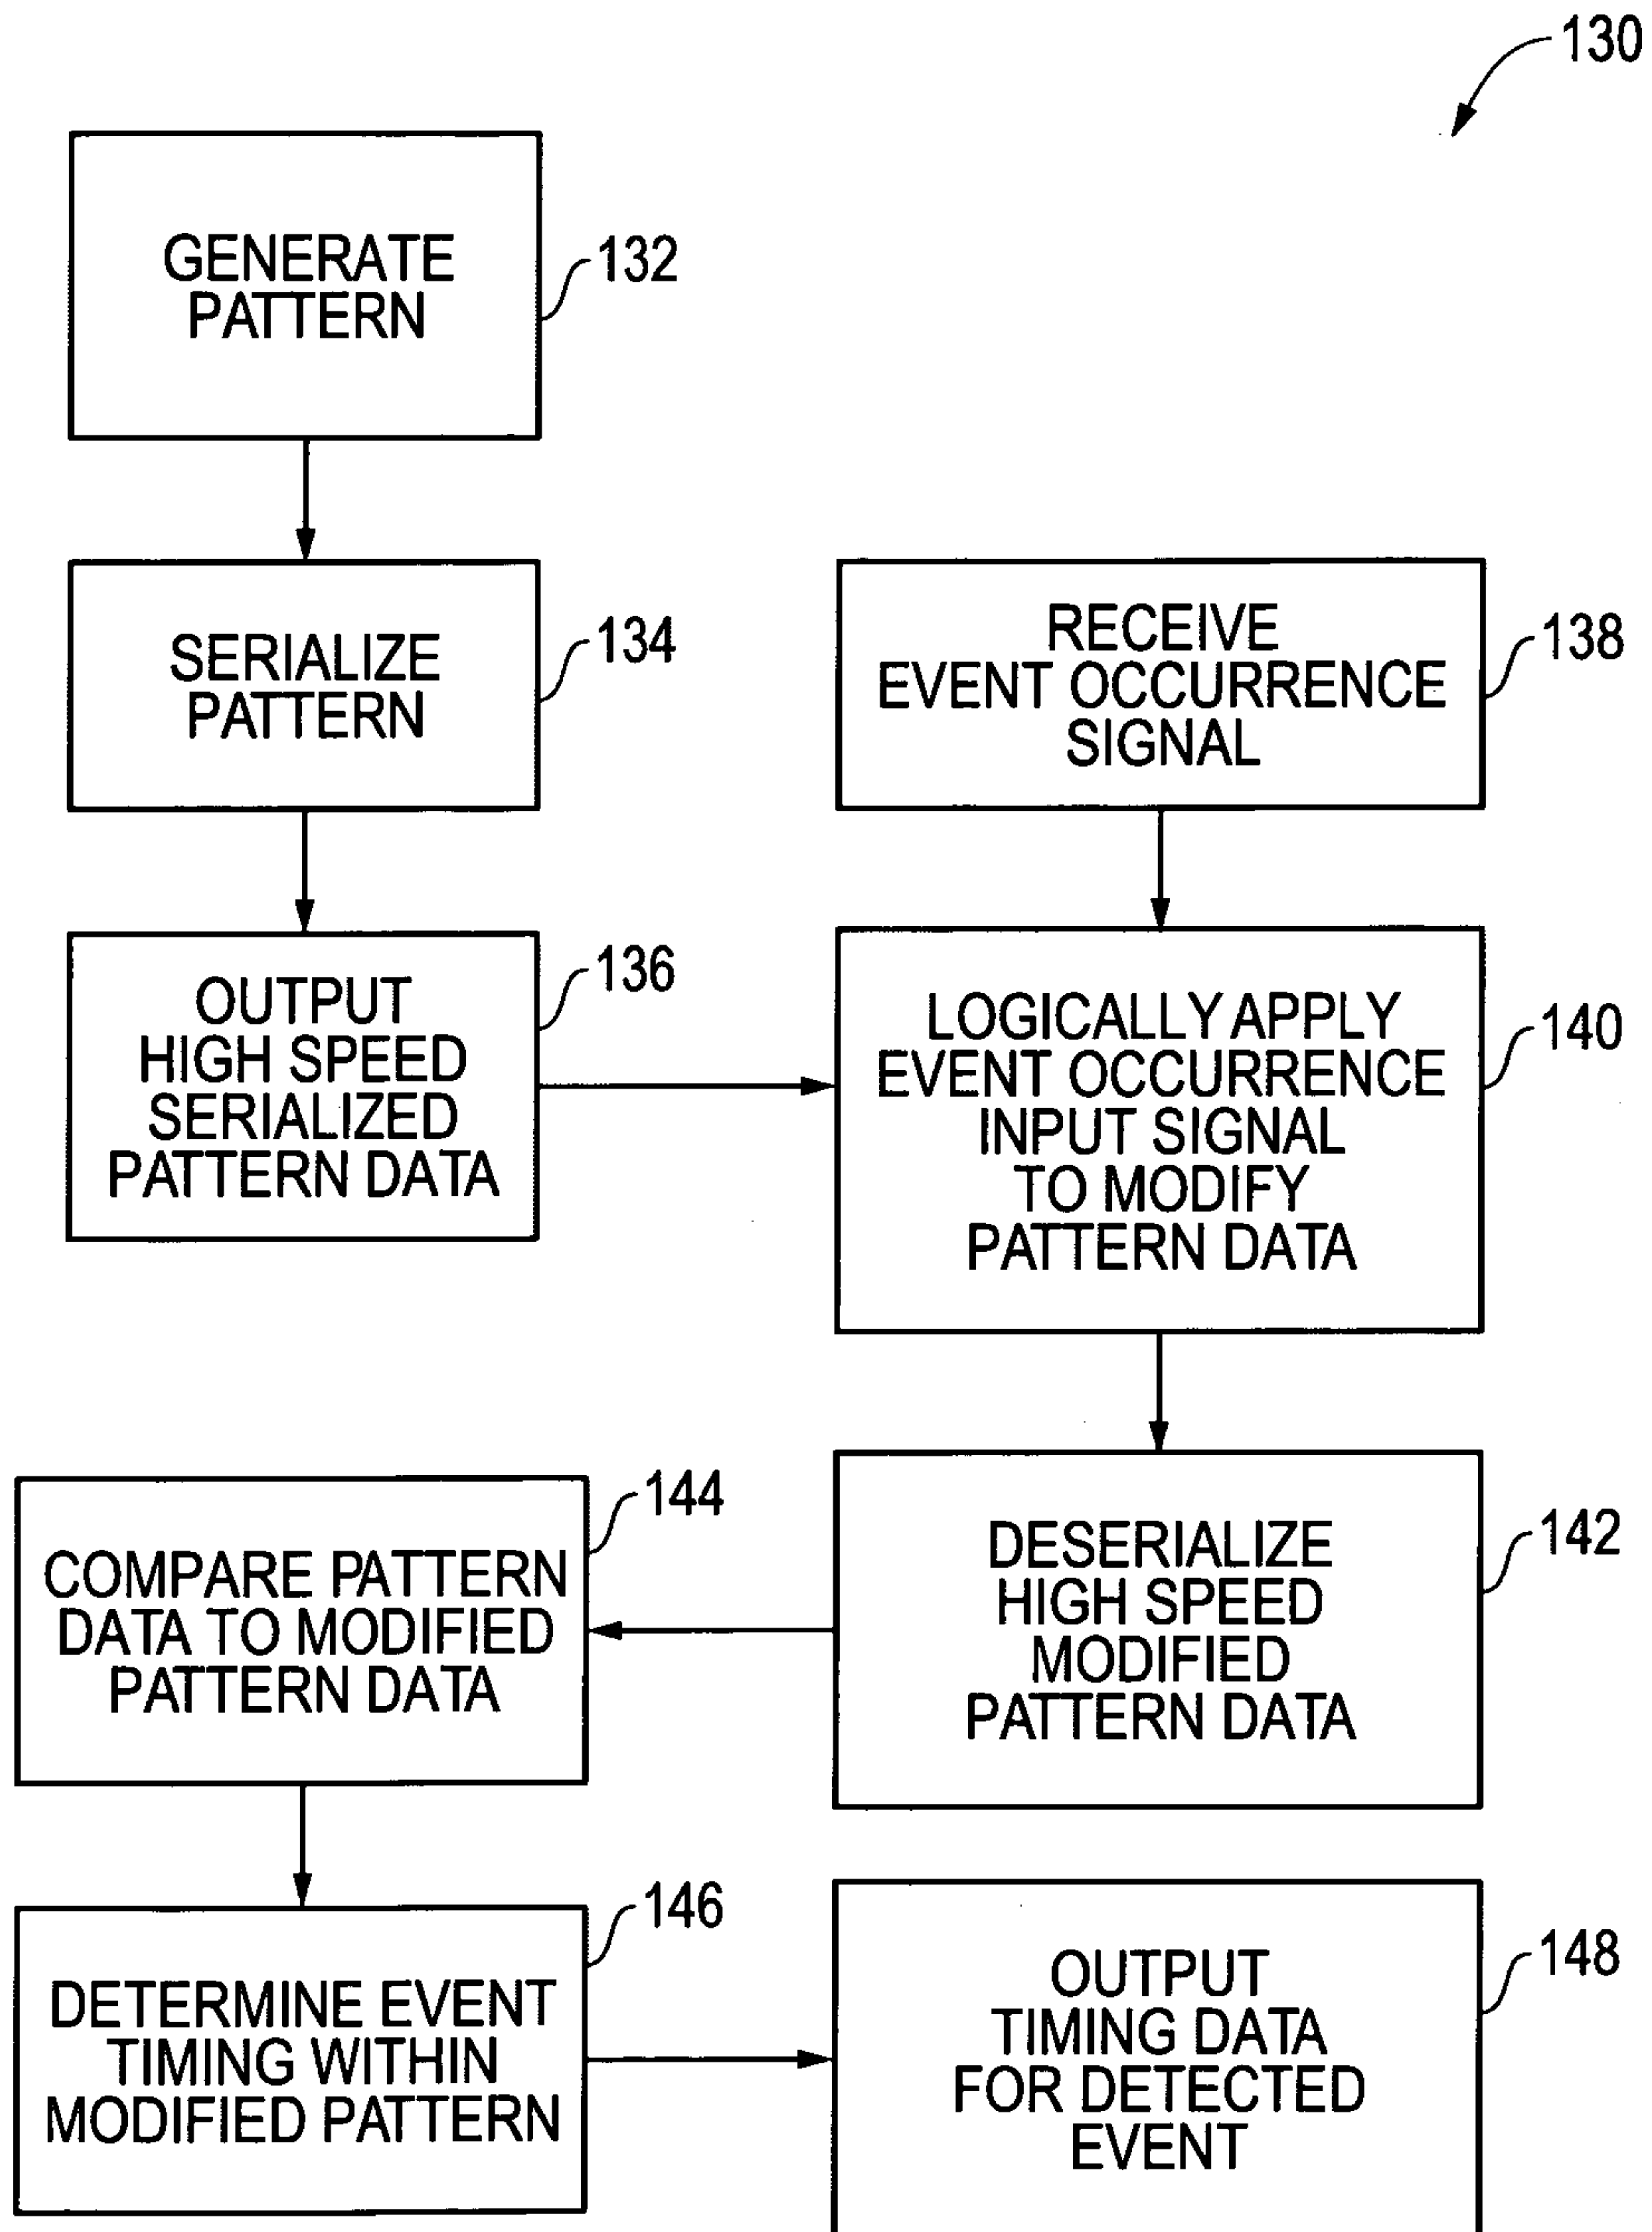 130
GENERATE
PATTERN
132
SERIALIZE
PATTERN
134
RECEIVE
EVENT OCCURRENCE
SIGNAL
138
OUTPUT
HIGH SPEED
SERIALIZED
PATTERN DATA
136
LOGICALLY APPLY
EVENT OCCURRENCE
INPUT SIGNAL
TO MODIFY
PATTERN DATA
140
DESERIALIZE
HIGH SPEED
MODIFIED
PATTERN DATA
142
COMPARE PATTERN
DATA TO MODIFIED
PATTERN DATA
144
DETERMINE EVENT
TIMING WITHIN
MODIFIED PATTERN
146
OUTPUT
TIMING DATA
FOR DETECTED
EVENT
148